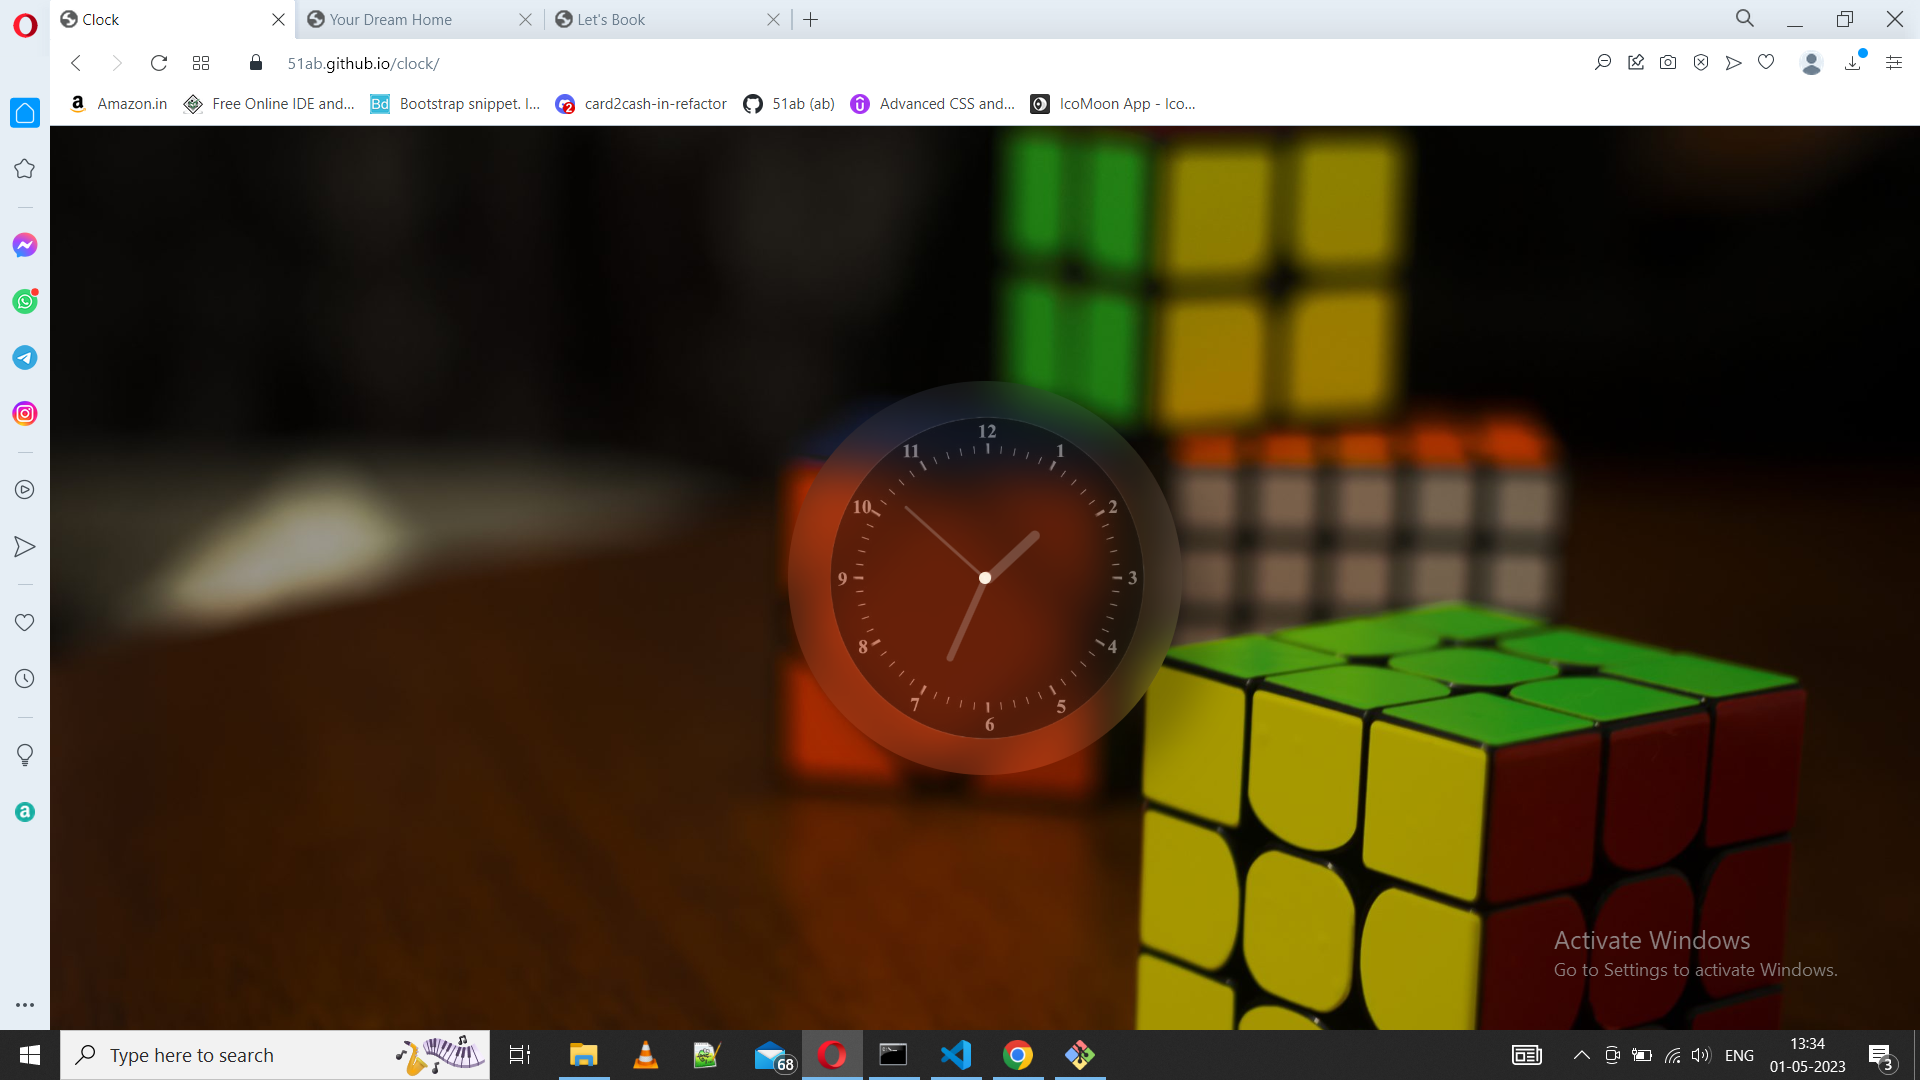 Clock
Your Dream Home
Let's Book
51ab.github.io/clock/
Amazon.in
Free Online IDE and...
Bd
Bootstrap snippet. I...
2
card2cash-in-refactor
51ab (ab)
Advanced CSS and...
IcoMoon App - Ico...
12
1
2
3
4
5
6
7
8
9
10
11
Activate Windows
Go to Settings to activate Windows.
Type here to search
68
ENG
13:34
01-05-2023
3